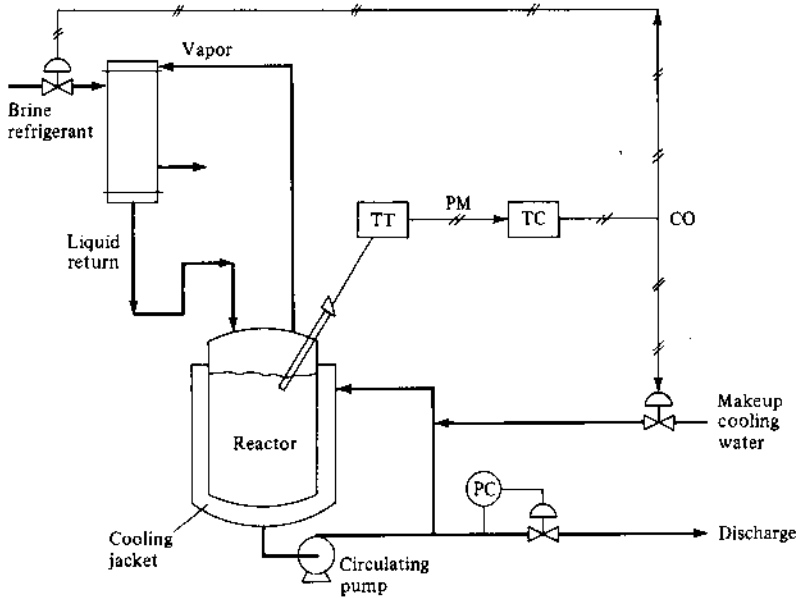 Vapor
Brine
refrigerant
PM
TT
TC
CO
Liquid
return
Makeup
cooling
water
Reactor
PC
Discharge
Cooling
jacket
Circulating
pump